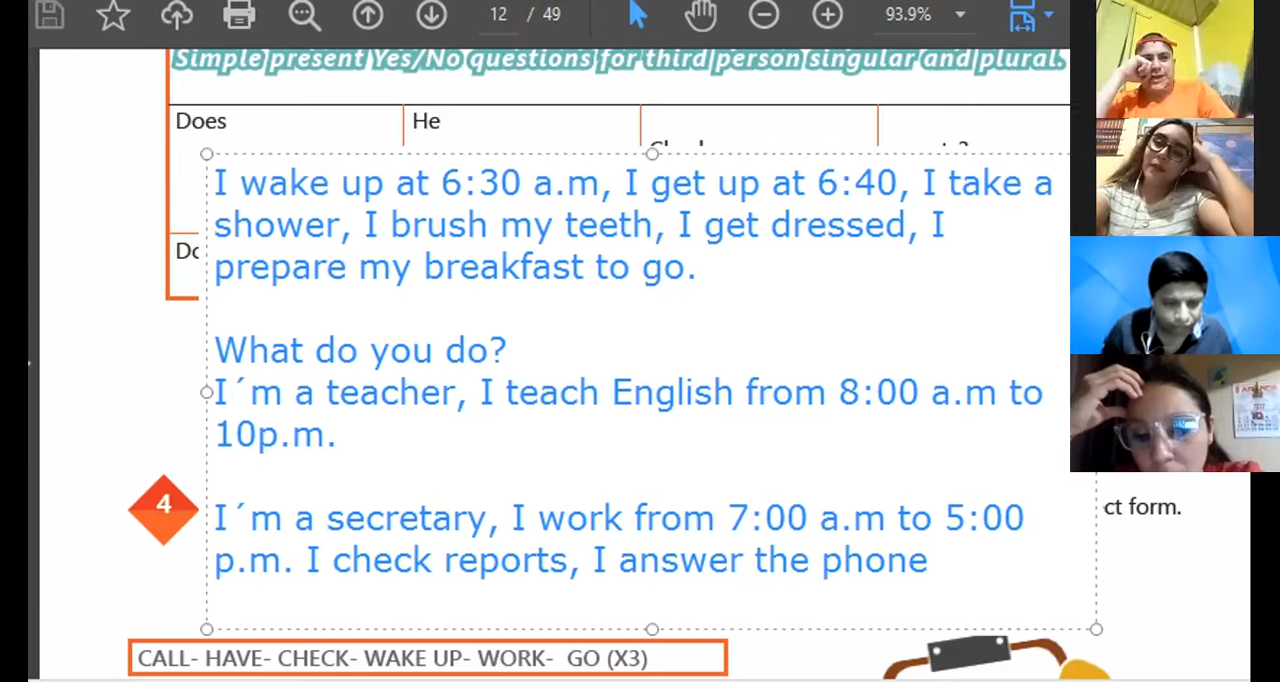 12 / 49
93.9%
Simple present Yes/No questions for third person singular and plural.
Does He
I wake up at 6:30 a.m, I get up at 6:40, I take a
shower, I brush my teeth, I get dressed, I
prepare my breakfast to go.
What do you do?
I´m a teacher, I teach English from 8:00 a.m to
10p.m.
4
I´m a secretary, I work from 7:00 a.m to 5:00
p.m. I check reports, I answer the phone
ct form.
CALL- HAVE- CHECK- WAKE UP- WORK- GO (X3)